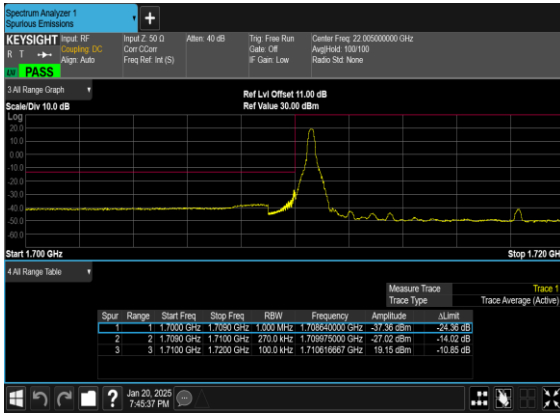 Spectrum Analyzer 1
Spurious Emissions
KEYSIGHT Input: RF Input Z: 50 Ω Atten: 40 dB Trig: Free Run Center Freq: 22.005000000 GHz
R T Coupling: DC Corr CCorr Gate: Off Avg|Hold: 100/100
Align: Auto Freq Ref: Int (S) IF Gain: Low Radio Std: None
PASS
3 All Range Graph
Ref Lvl Offset 11.00 dB
Scale/Div 10.0 dB Ref Value 30.00 dBm
Log
20.0
10.0
0.00
-10.0
-20.0
-30.0
-40.0
-50.0
-60.0
Start 1.700 GHz Stop 1.720 GH
4 All Range Table
Measure Trace Trace 1
Trace Type Trace Average (Active)
Spur Range Start Freq Stop Freq RBW Frequency Amplitude ΔLimit
1 1 1.7000 GHz 1.7090 GHz 1.000 MHz 1.708640000 GHz -37.36 dBm -24.36 dB
2 2 1.7090 GHz 1.7100 GHz 270.0 kHz 1.709975000 GHz -27.02 dBm -14.02 dB
3 3 1.7100 GHz 1.7200 GHz 100.0 kHz 1.710616667 GHz 19.15 dBm -10.85 dB
Jan 20, 2025
7:45:37 PM